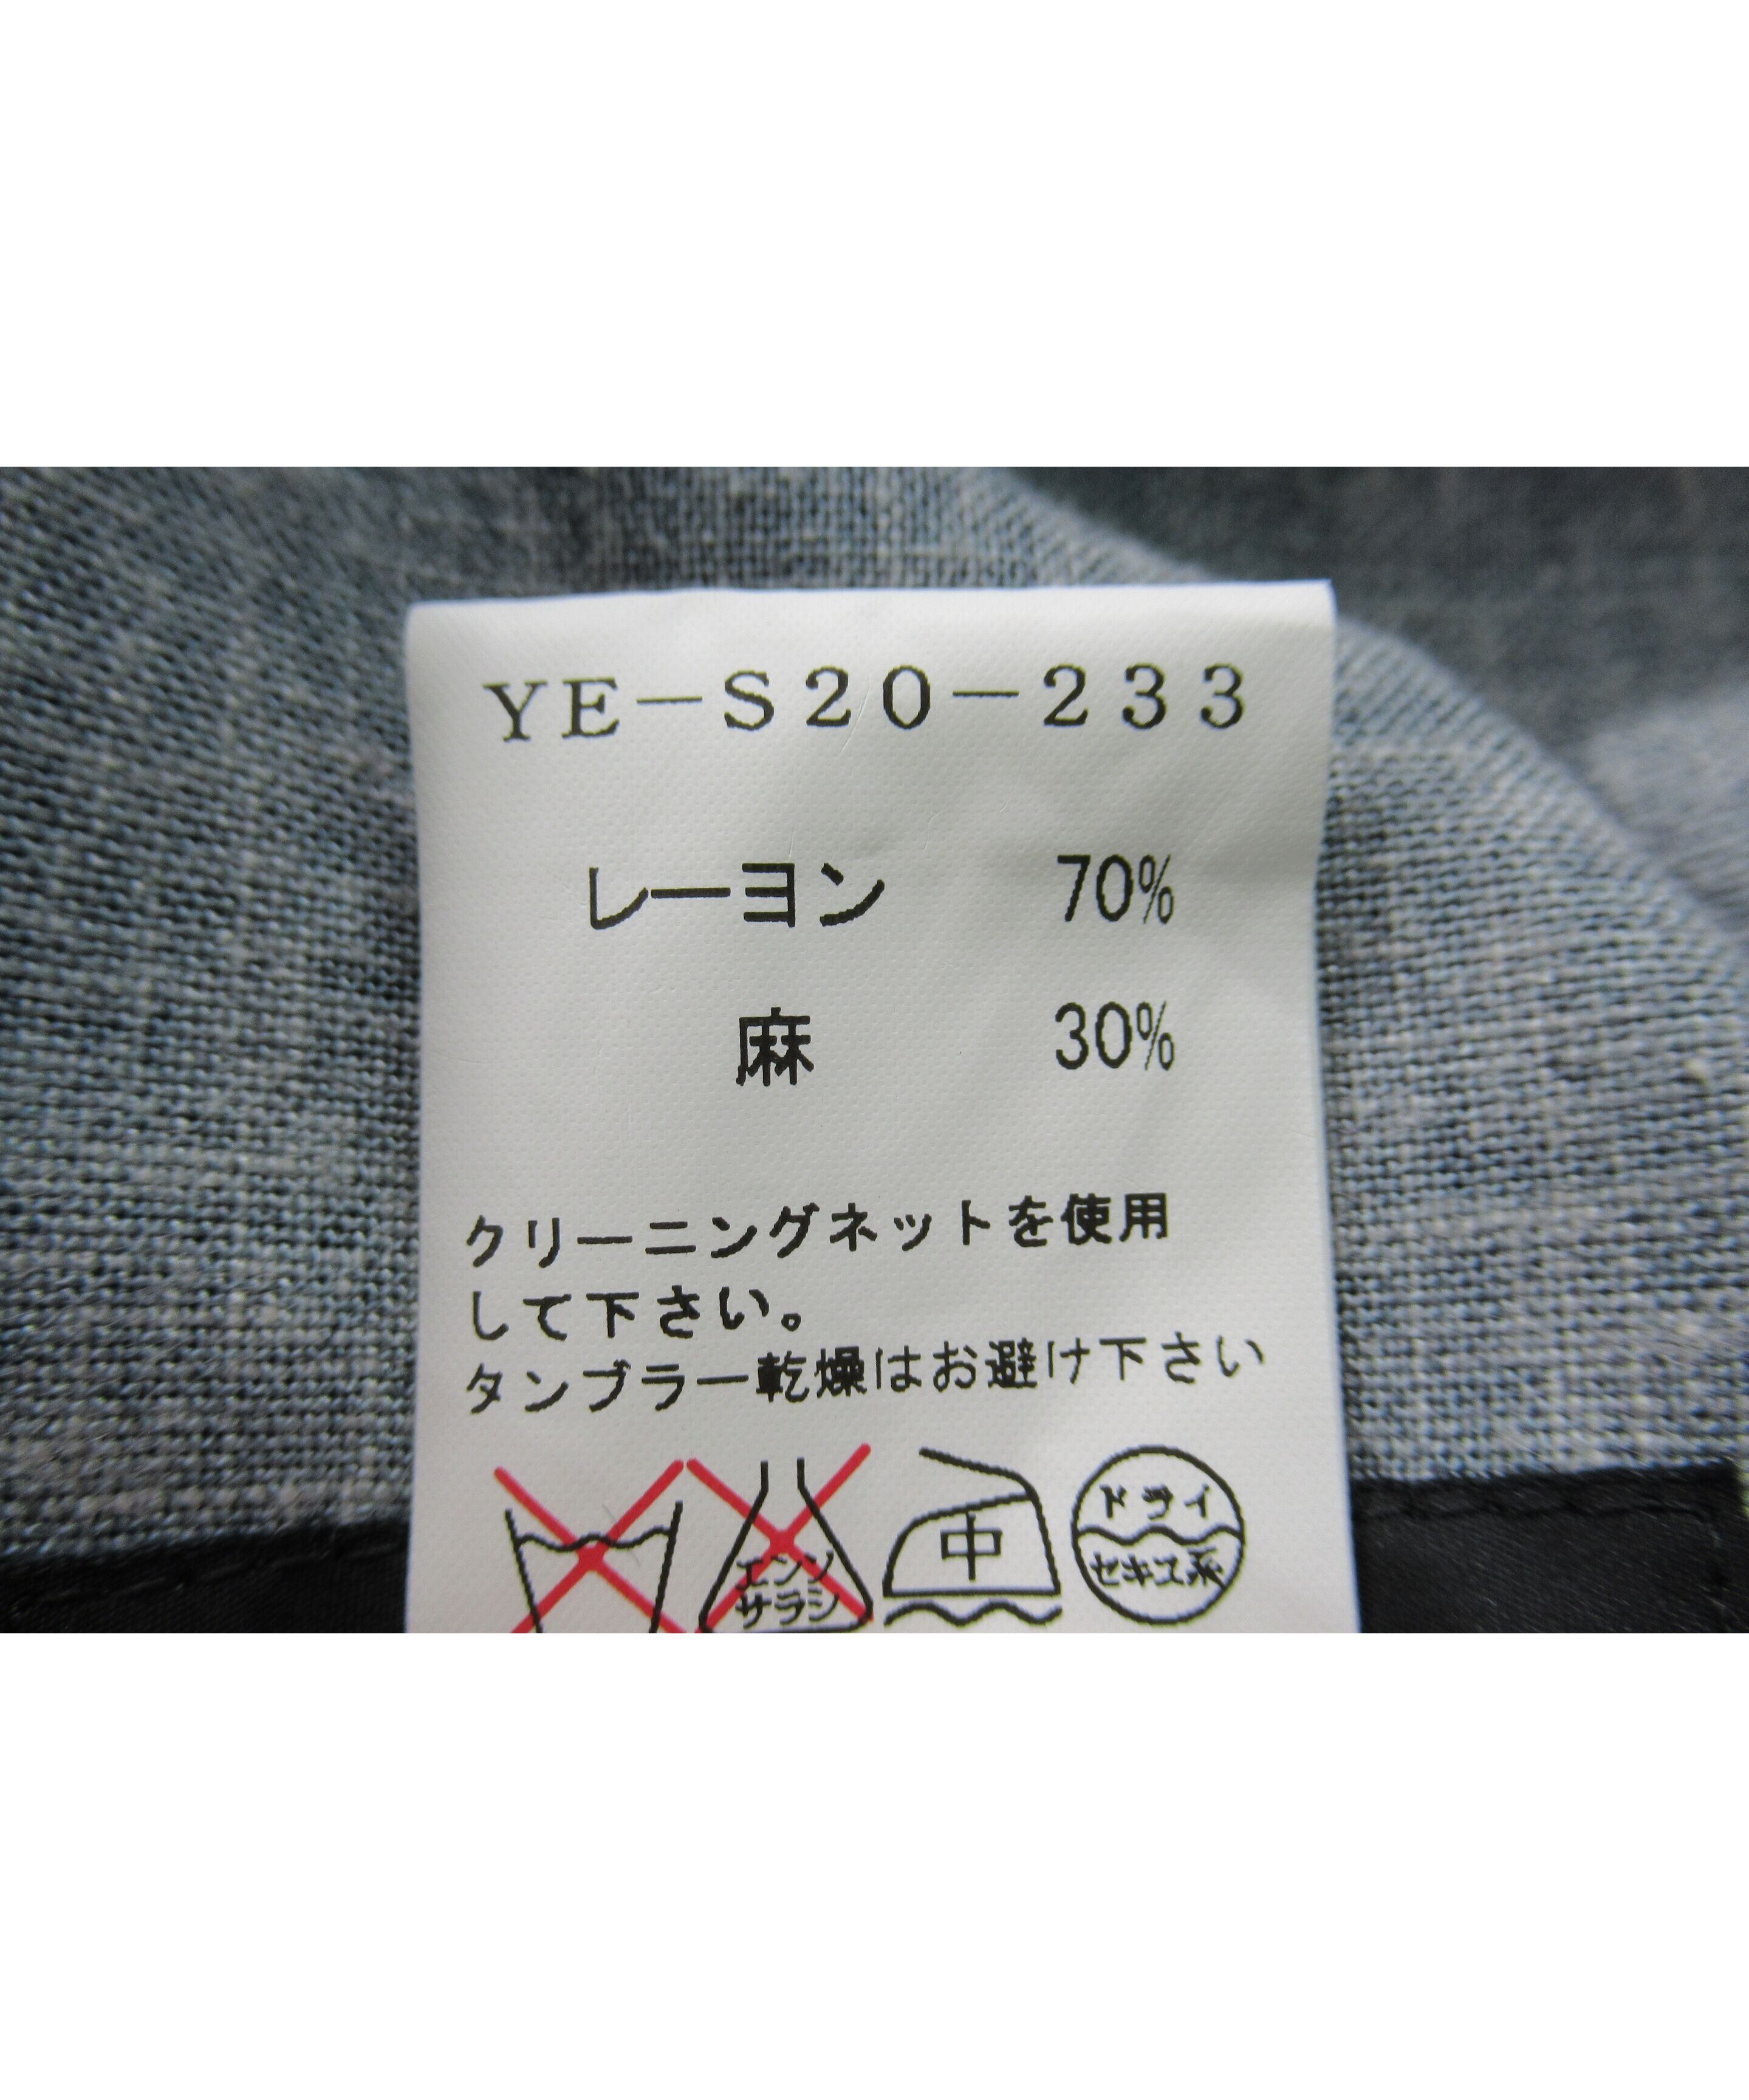 YE-S20-233
レーヨン 70%
麻 30%
クリーニングネットを使用
して下さい。
タンブラー乾燥はお避け下さい
エンソ
サラシ
中
ドライ
セキユ系